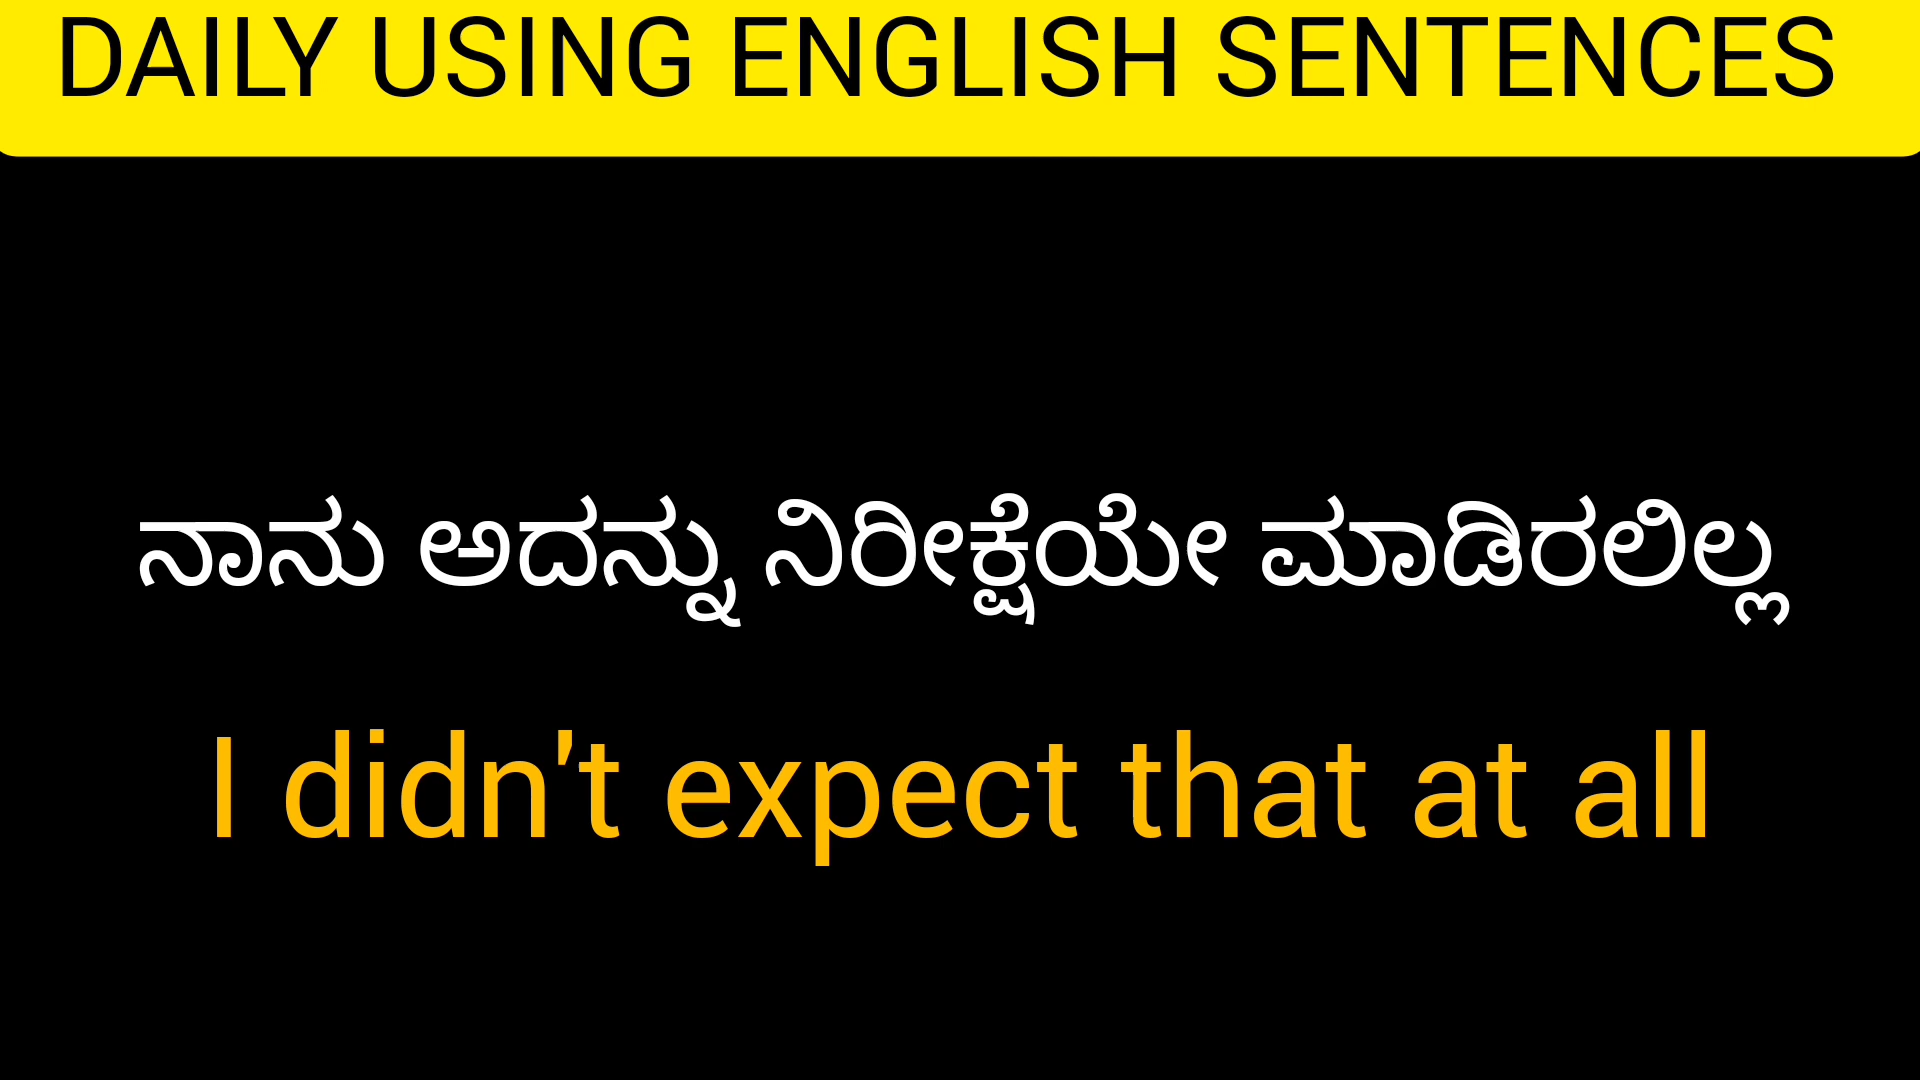 DAILY USING ENGLISH SENTENCES
ನಾನು ಅದನ್ನು ನಿರೀಕ್ಷೆಯೇ ಮಾಡಿರಲಿಲ್ಲ
I didn't expect that at all